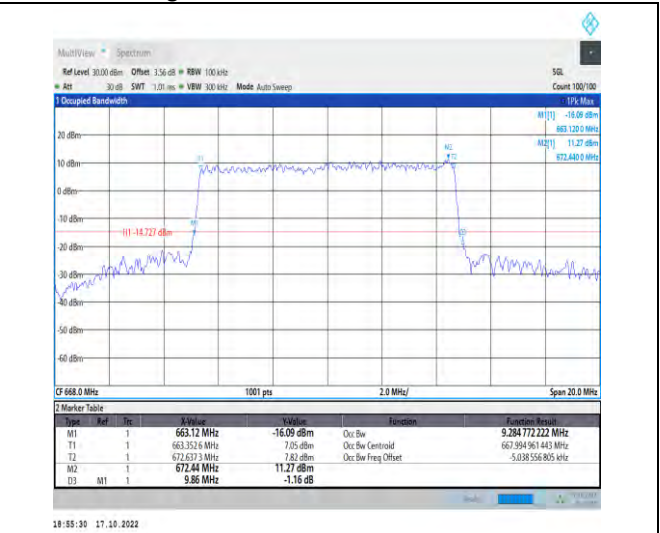 MultiView Spectrum
Ref Level 30.00 dBm Offset 3.56 dB RBW 100 kHz SGL
Att 30 dB SWT 1.01 ms VBW 300 kHz Mode Auto Sweep Count 100/100
1 Occupied Bandwidth 1Pk Max
M1[1] -16.09 dBm
663.120 0 MHz
M2[1] 11.27 dBm
672.440 0 MHz
20 dBm
M2
T1 T2
10 dBm
0 dBm
-10 dBm
M1
H1 -14.727 dBm D3
-20 dBm
-30 dBm
-40 dBm
-50 dBm
-60 dBm
CF 668.0 MHz 1001 pts 2.0 MHz/ Span 20.0 MHz
2 Marker Table
Type Ref Trc X-Value Y-Value Function Function Result
M1 1 663.12 MHz -16.09 dBm Occ Bw 9.284 772 222 MHz
T1 1 663.352 6 MHz 7.05 dBm Occ Bw Centroid 667.994 961 443 MHz
T2 1 672.637 3 MHz 7.82 dBm Occ Bw Freq Offset -5.038 556 805 kHz
M2 1 672.44 MHz 11.27 dBm
D3 M1 1 9.86 MHz -1.16 dB
18:55:30 17.10.2022